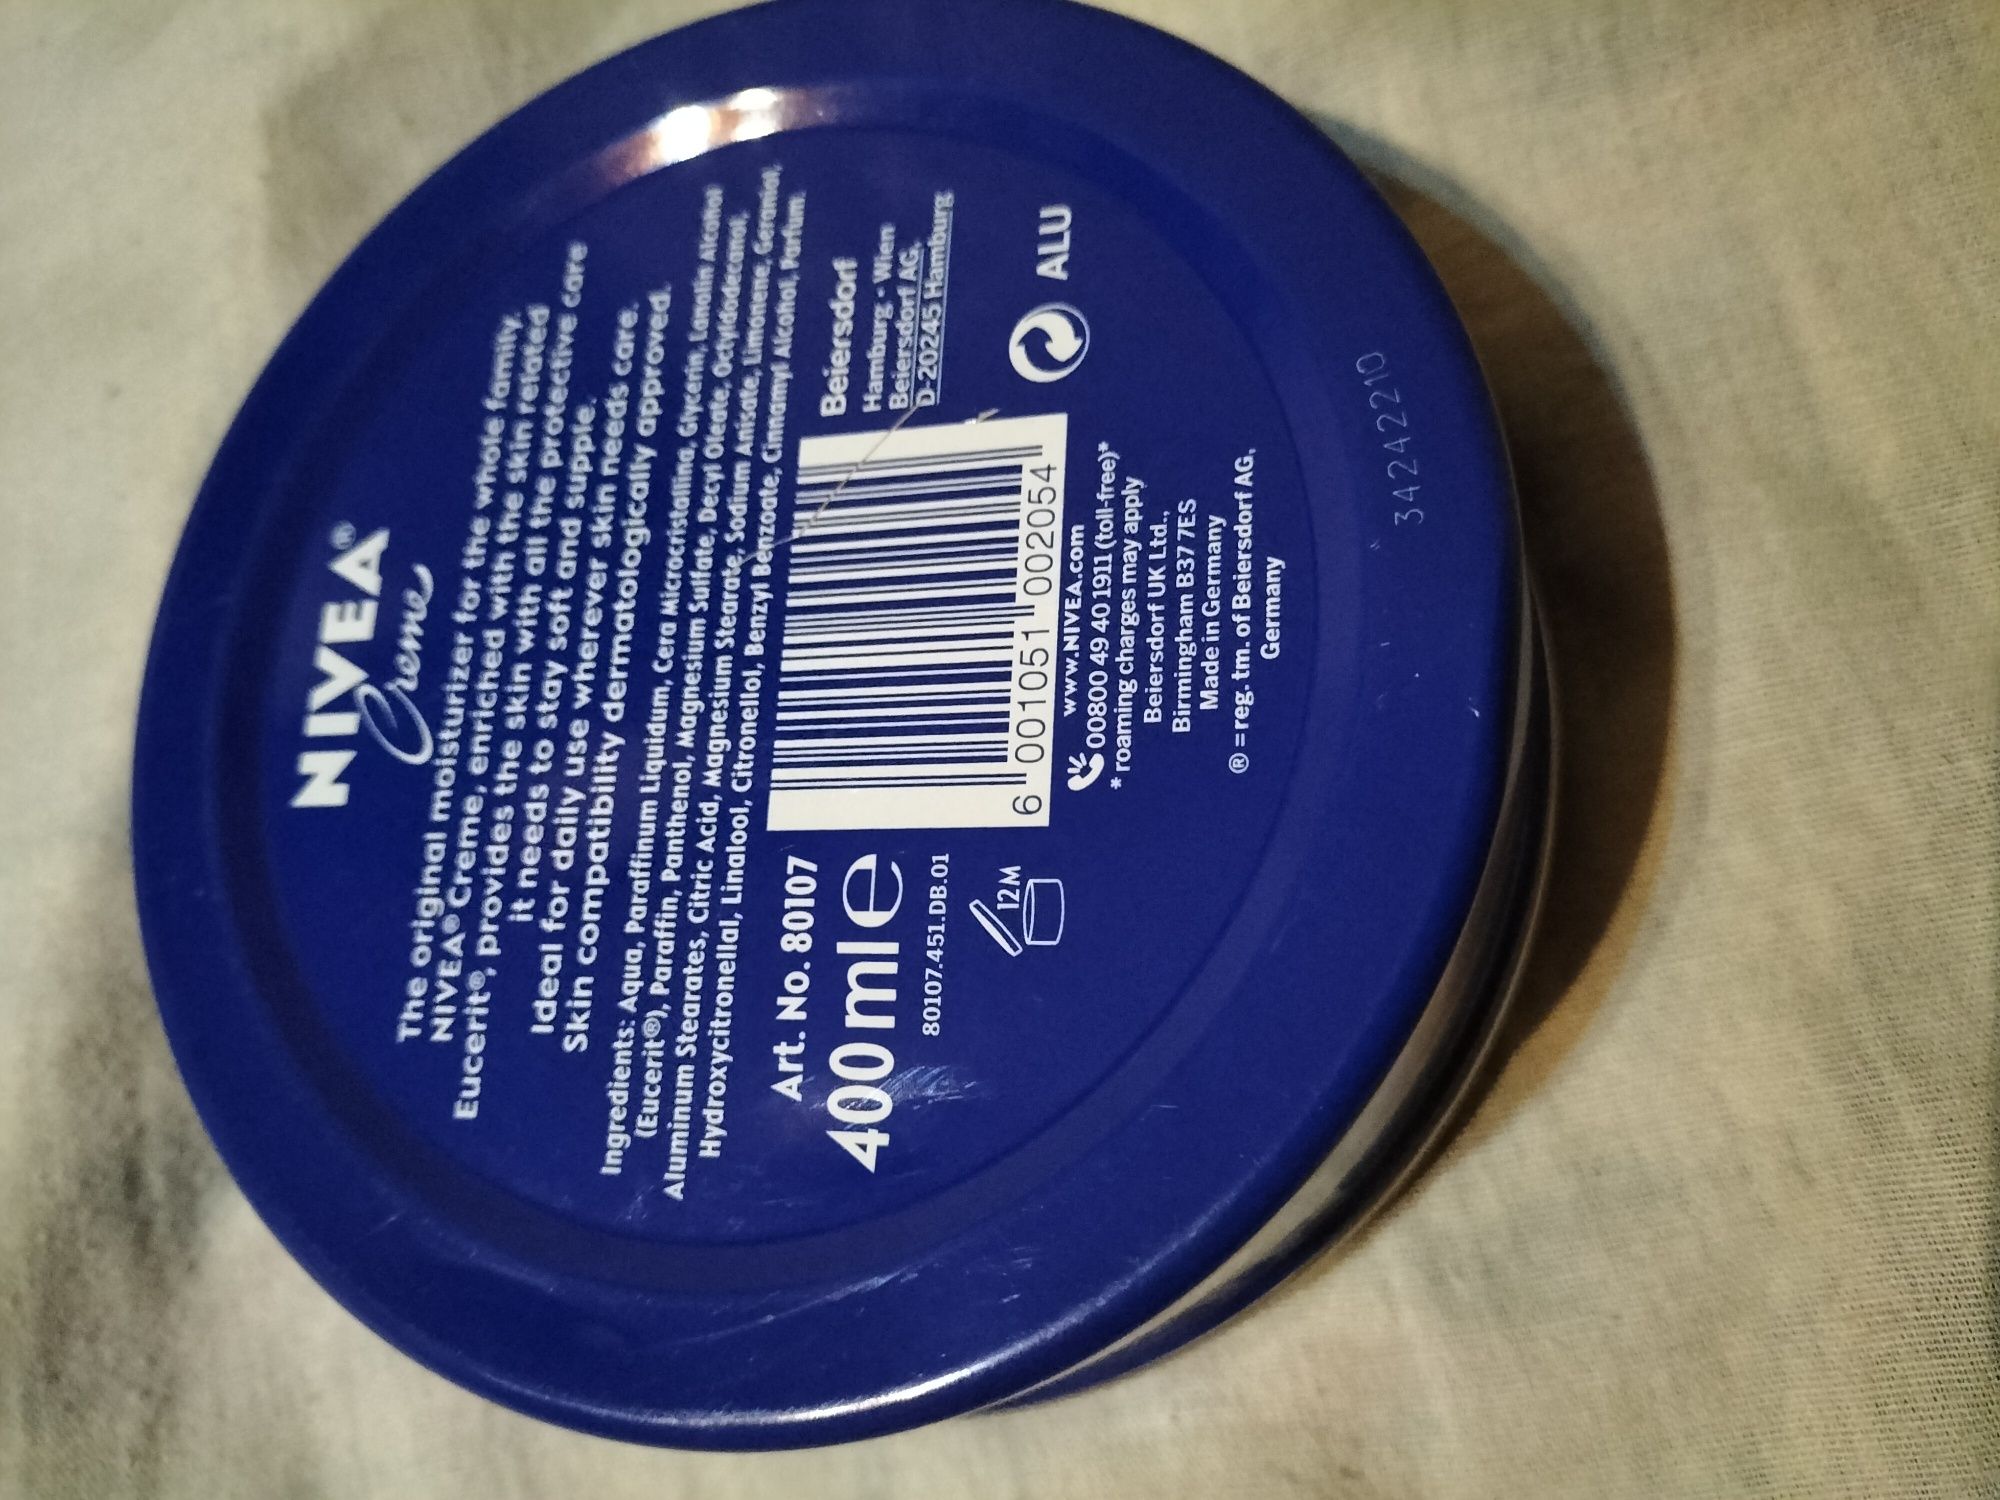 NIVEA®
Creme
The original moisturizer for the whole family.
NIVEA® Creme, enriched with the skin related
Eucerit®, provides the skin with all the protective care
it needs to stay soft and supple.
Ideal for daily use wherever skin needs care.
Skin compatibility dermatologically approved.
Ingredients: Aqua, Paraffinum Liquidum, Cera Microcristallina, Glycerin, Lanolin Alcohol
(Eucerit®), Paraffin, Panthenol, Magnesium Sulfate, Decyl Oleate, Octyldodecanol,
Aluminum Stearates, Citric Acid, Magnesium Stearate, Sodium Anisate, Limonene, Geraniol,
Hydroxycitronellal, Linalool, Citronellol, Benzyl Benzoate, Cinnamyl Alcohol, Parfum
Art. No. 80107
400ml e
80107.451.DB.01
12M
6 001051 002054
Beiersdorf
Hamburg · Wien
Beiersdorf AG,
D-20245 Hamburg
ALU
www.NIVEA.com
00800 49 40 1911 (toll-free)*
* roaming charges may apply
Beiersdorf UK Ltd.,
Birmingham B37 7ES
Made in Germany
® = reg. tm. of Beiersdorf AG,
Germany
34242210